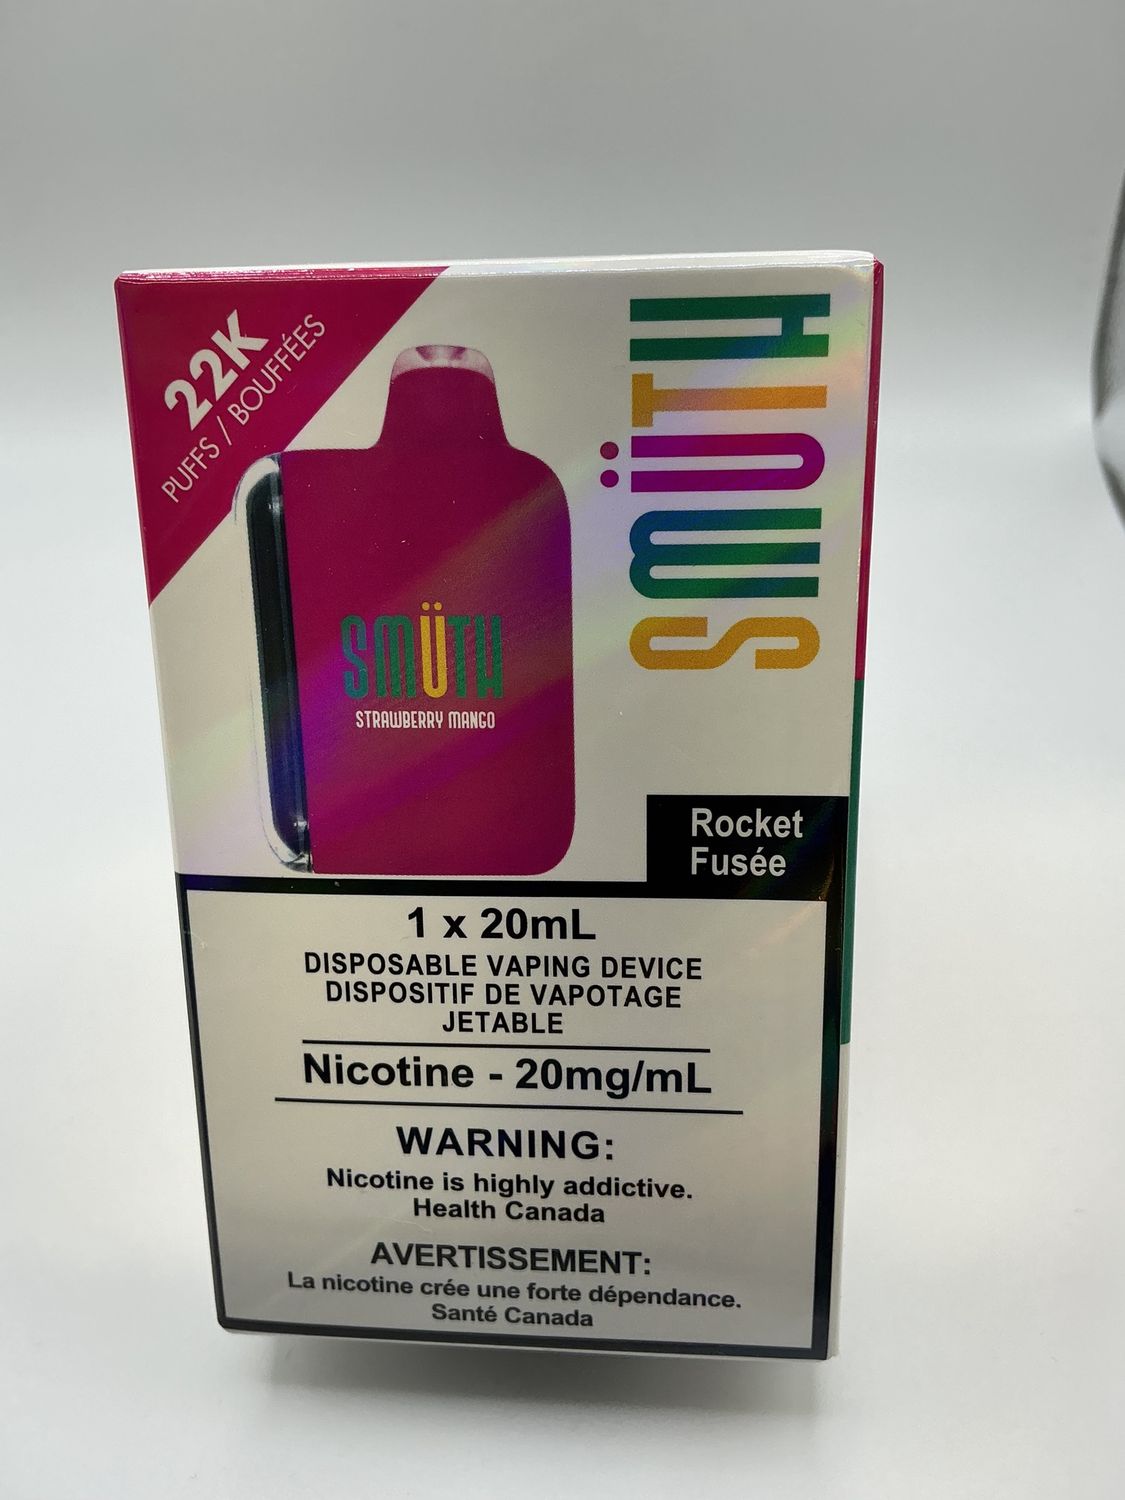 22K
PUFFS / BOUFFÉES
SMÜTH
SMÜTH
STRAWBERRY MANGO
Rocket
Fusée
1 x 20mL
DISPOSABLE VAPING DEVICE
DISPOSITIF DE VAPOTAGE
JETABLE
Nicotine - 20mg/mL
WARNING:
Nicotine is highly addictive.
Health Canada
AVERTISSEMENT:
La nicotine crée une forte dépendance.
Santé Canada